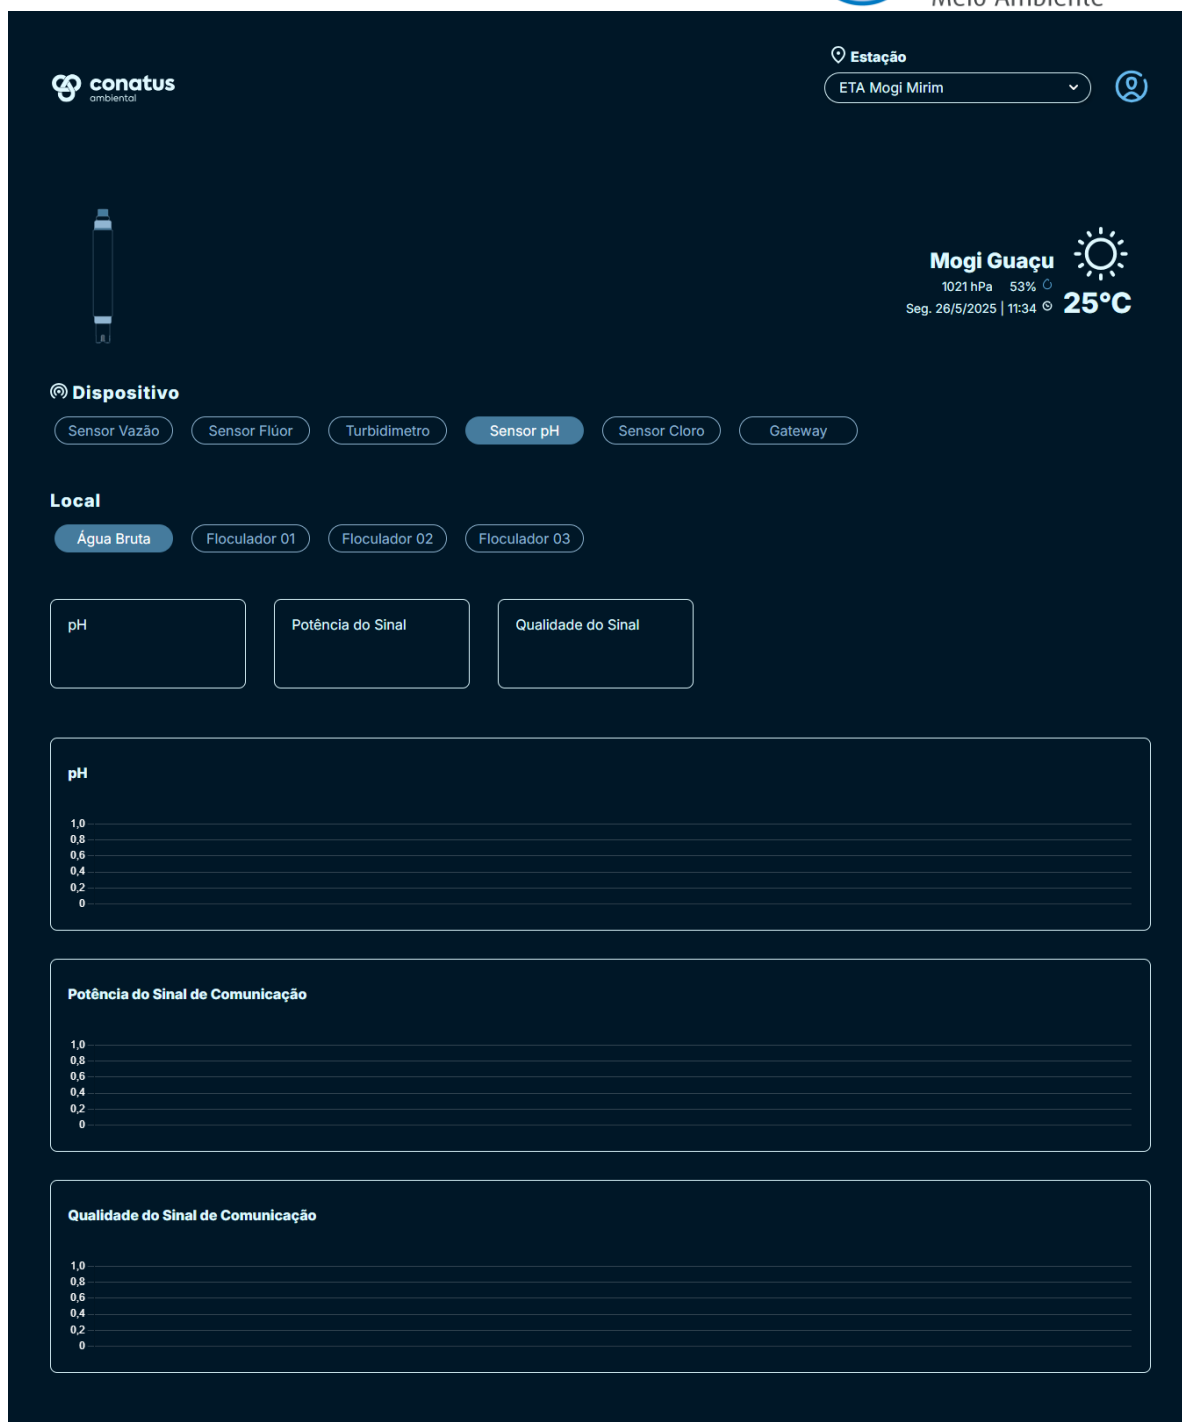 Meio Ambiente
Estação
conatus
ambiental
ETA Mogi Mirim
Mogi Guaçu
1021 hPa 53%
Seg. 26/5/2025 | 11:34
25°C
Dispositivo
Sensor Vazão Sensor Flúor Turbidimetro Sensor pH Sensor Cloro Gateway
Local
Água Bruta Floculador 01 Floculador 02 Floculador 03
pH Potência do Sinal Qualidade do Sinal
pH
1,0
0,8
0,6
0,4
0,2
0
Potência do Sinal de Comunicação
1,0
0,8
0,6
0,4
0,2
0
Qualidade do Sinal de Comunicação
1,0
0,8
0,6
0,4
0,2
0